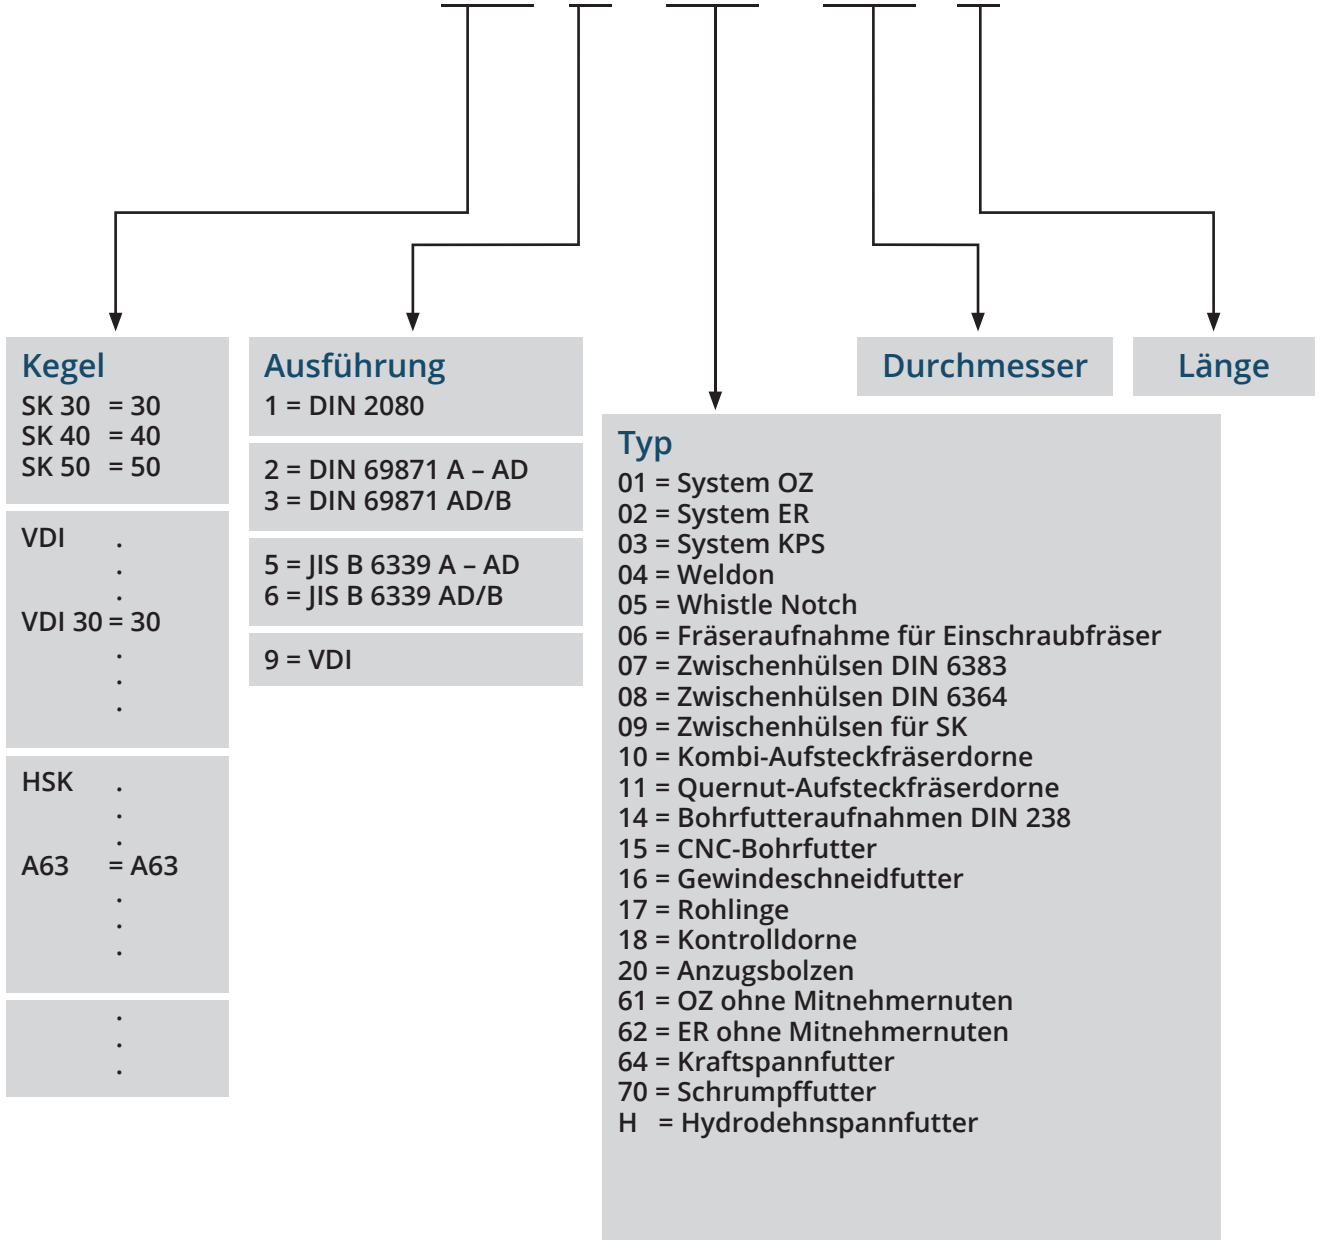 Kegel
SK 30 = 30
SK 40 = 40
SK 50 = 50
VDI .
.
.
VDI 30 = 30
.
.
.
HSK .
.
.
A63 = A63
.
.
.
.
.
.
Ausführung
1 = DIN 2080
2 = DIN 69871 A – AD
3 = DIN 69871 AD/B
5 = JIS B 6339 A – AD
6 = JIS B 6339 AD/B
9 = VDI
Typ
01 = System OZ
02 = System ER
03 = System KPS
04 = Weldon
05 = Whistle Notch
06 = Fräseraufnahme für Einschraubfräser
07 = Zwischenhülsen DIN 6383
08 = Zwischenhülsen DIN 6364
09 = Zwischenhülsen für SK
10 = Kombi-Aufsteckfräserdorne
11 = Quernut-Aufsteckfräserdorne
14 = Bohrfutteraufnahmen DIN 238
15 = CNC-Bohrfutter
16 = Gewindeschneidfutter
17 = Rohlinge
18 = Kontrolldorne
20 = Anzugsbolzen
61 = OZ ohne Mitnehmernuten
62 = ER ohne Mitnehmernuten
64 = Kraftspannfutter
70 = Schrumpffutter
H = Hydrodehnspannfutter
Durchmesser
Länge